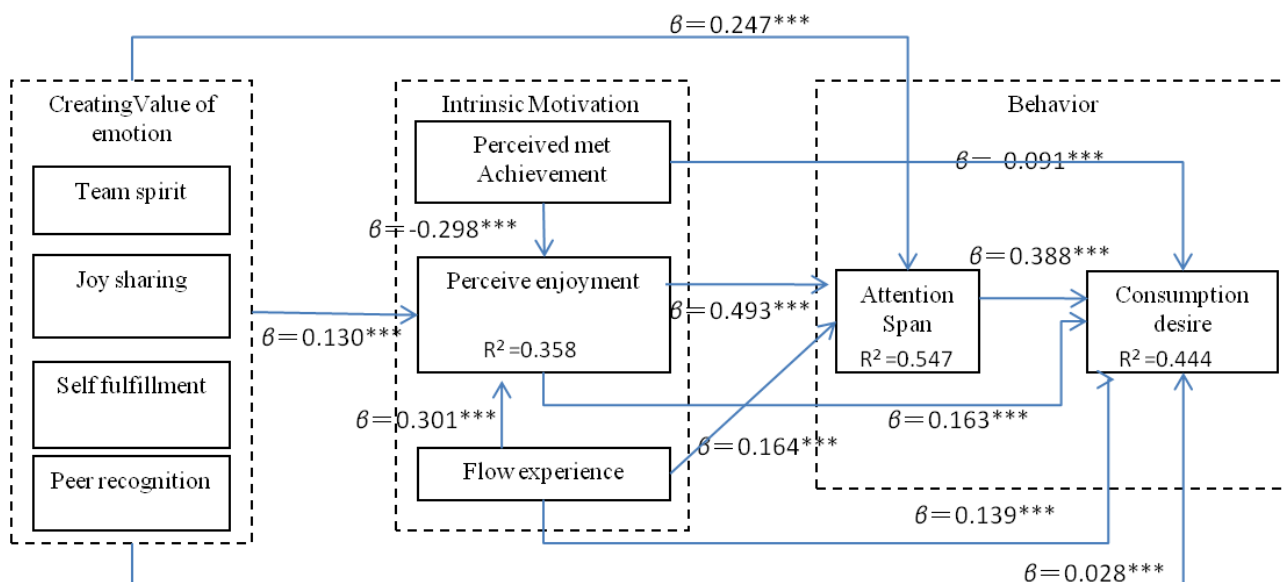 β=0.247***
CreatingValue of
emotion
Team spirit
Joy sharing
Self fulfillment
Peer recognition
β=0.130***
Intrinsic Motivation
Perceived met
Achievement
β=-0.298***
Perceive enjoyment
R²=0.358
β=0.301***
Flow experience
β=0.493***
β=0.164***
Behavior
β= 0.091***
β=0.388***
Attention
Span
R²=0.547
Consumption
desire
R²=0.444
β=0.163***
β=0.139***
β=0.028***